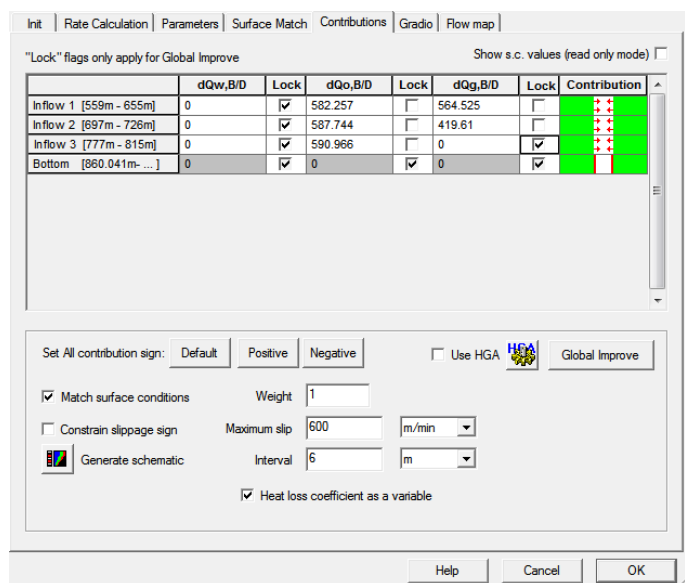 Init Rate Calculation Parameters Surface Match Contributions Gradio Flow map
"Lock" flags only apply for Global Improve Show s.c. values (read only mode)
dQw,B/D Lock dQo,B/D Lock dQg,B/D Lock Contribution
Inflow 1 [559m - 655m] 0 582.257 564.525
Inflow 2 [697m - 726m] 0 587.744 419.61
Inflow 3 [777m - 815m] 0 590.966 0
Bottom [860.041m- ... ] 0 0 0
Set All contribution sign: Default Positive Negative Use HGA HGA Global Improve
Match surface conditions Weight 1
Constrain slippage sign Maximum slip 600 m/min
Generate schematic Interval 6 m
Heat loss coefficient as a variable
Help Cancel OK